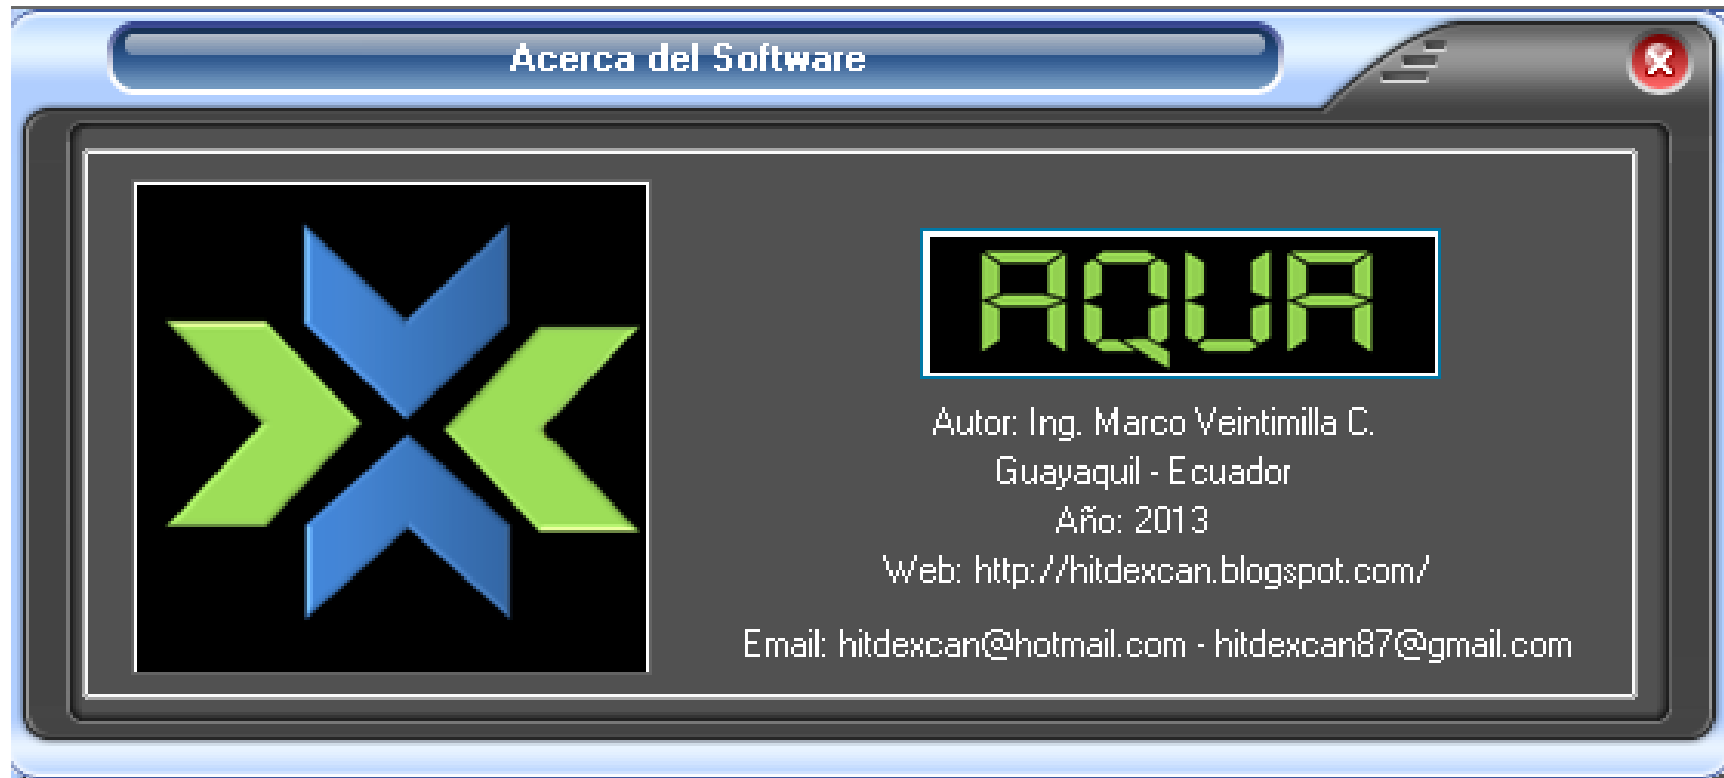 Acerca del Software
AQUA
Autor: Ing. Marco Veintimilla C.
Guayaquil - Ecuador
Año: 2013
Web: http://hitdexcan.blogspot.com/
Email: hitdexcan@hotmail.com - hitdexcan87@gmail.com